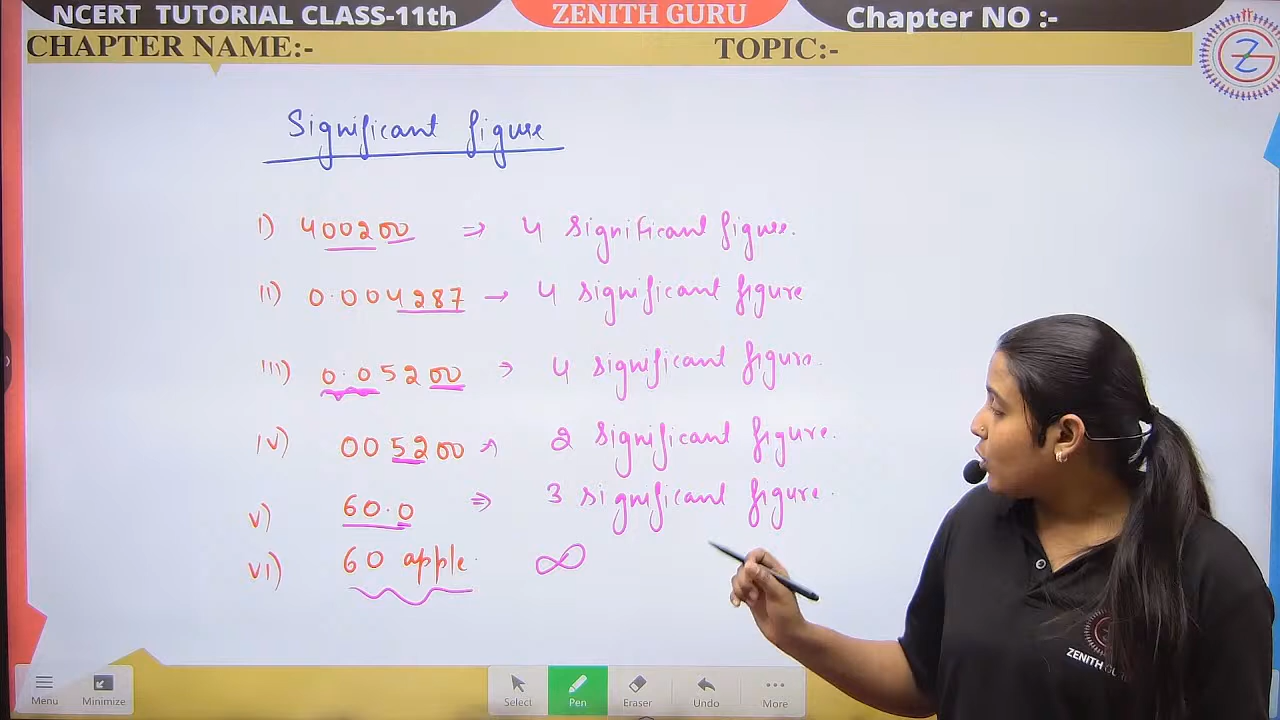 NCERT TUTORIAL CLASS-11th
ZENITH GURU
Chapter NO :-
CHAPTER NAME:-
TOPIC:-
Significant figure
i) 400200 ⇒ 4 significant figure.
ii) 0.004287 → 4 significant figure
iii) 0.05200 → 4 significant figure.
iv) 005200 → 2 significant figure.
v) 60.0 ⇒ 3 significant figure.
vi) 60 apple. ∞
ZENITH GURU
Menu
Minimize
Select
Pen
Eraser
Undo
More